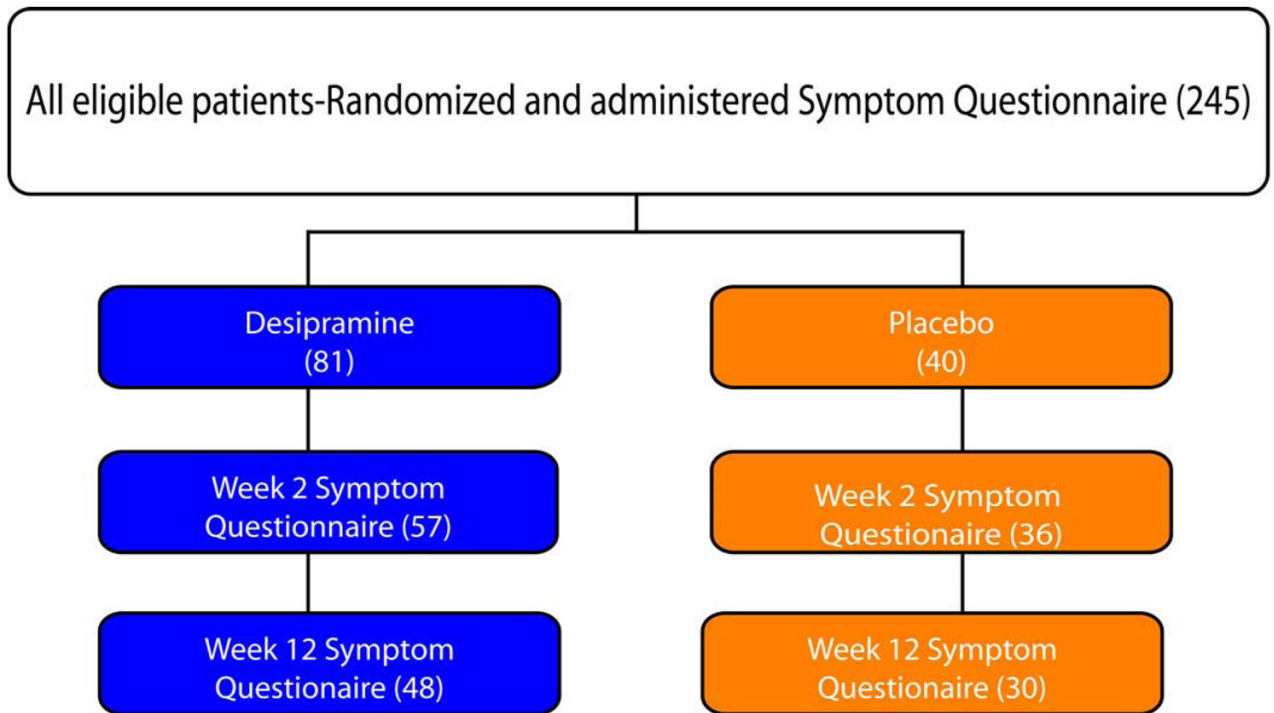 All eligible patients-Randomized and administered Symptom Questionnaire (245)
Desipramine
(81)
Placebo
(40)
Week 2 Symptom
Questionnaire (57)
Week 2 Symptom
Questionaire (36)
Week 12 Symptom
Questionaire (48)
Week 12 Symptom
Questionaire (30)